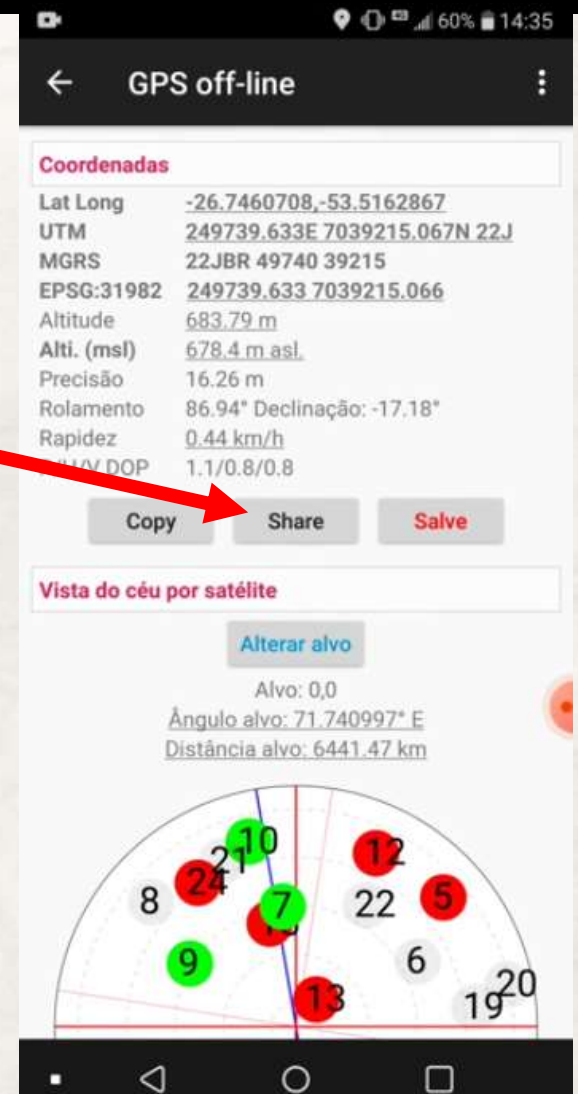 60% 14:35
GPS off-line
Coordenadas
Lat Long -26.7460708,-53.5162867
UTM 249739.633E 7039215.067N 22J
MGRS 22JBR 49740 39215
EPSG:31982 249739.633 7039215.066
Altitude 683.79 m
Alti. (msl) 678.4 m asl.
Precisão 16.26 m
Rolamento 86.94° Declinação: -17.18°
Rapidez 0.44 km/h
DOP 1.1/0.8/0.8
Copy Share Salve
Vista do céu por satélite
Alterar alvo
Alvo: 0,0
Ângulo alvo: 71.740997° E
Distância alvo: 6441.47 km
10
21
12
24
8
7
22
5
9
6
13
19
20